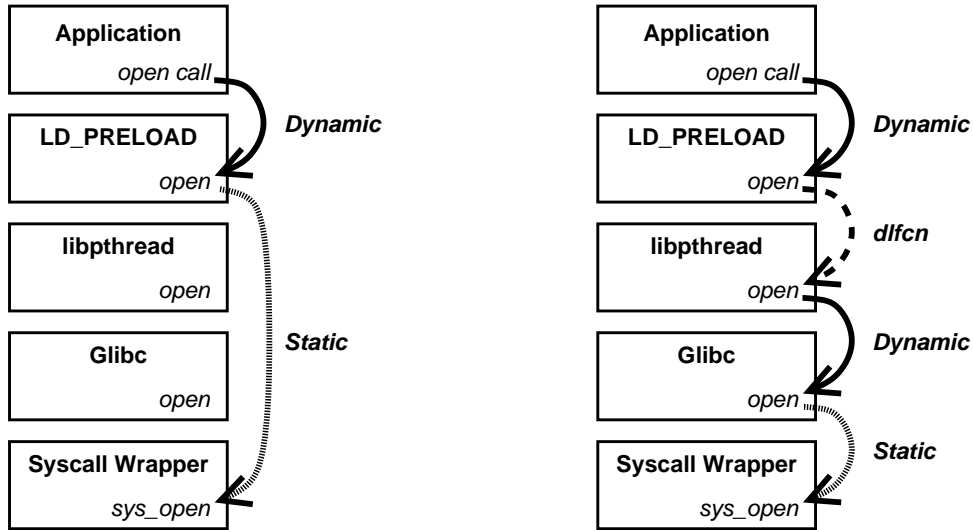 Application
open call
Dynamic
LD_PRELOAD
open
libpthread
open
Static
Glibc
open
Syscall Wrapper
sys_open
Application
open call
Dynamic
LD_PRELOAD
open
dlfcn
libpthread
open
Dynamic
Glibc
open
Static
Syscall Wrapper
sys_open